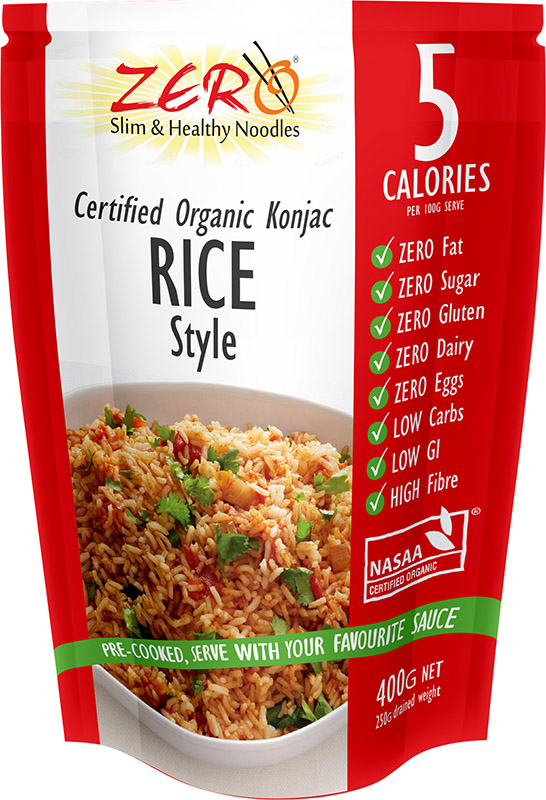 ZERO®
Slim & Healthy Noodles
Certified Organic Konjac
RICE
Style
5
CALORIES
PER 100G SERVE
ZERO Fat
ZERO Sugar
ZERO Gluten
ZERO Dairy
ZERO Eggs
LOW Carbs
LOW GI
HIGH Fibre
NASAA®
CERTIFIED ORGANIC
PRE-COOKED, SERVE WITH YOUR FAVOURITE SAUCE
400G NET
250G drained weight